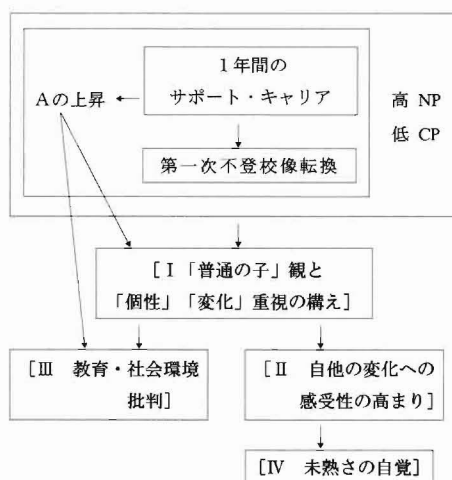 1年間の
サポート・キャリア
Aの上昇
高 NP
低 CP
第一次不登校像転換
[Ⅰ「普通の子」観と
「個性」「変化」重視の構え]
[Ⅲ 教育・社会環境
批判]
[Ⅱ 自他の変化への
感受性の高まり]
[Ⅳ 未熟さの自覚]